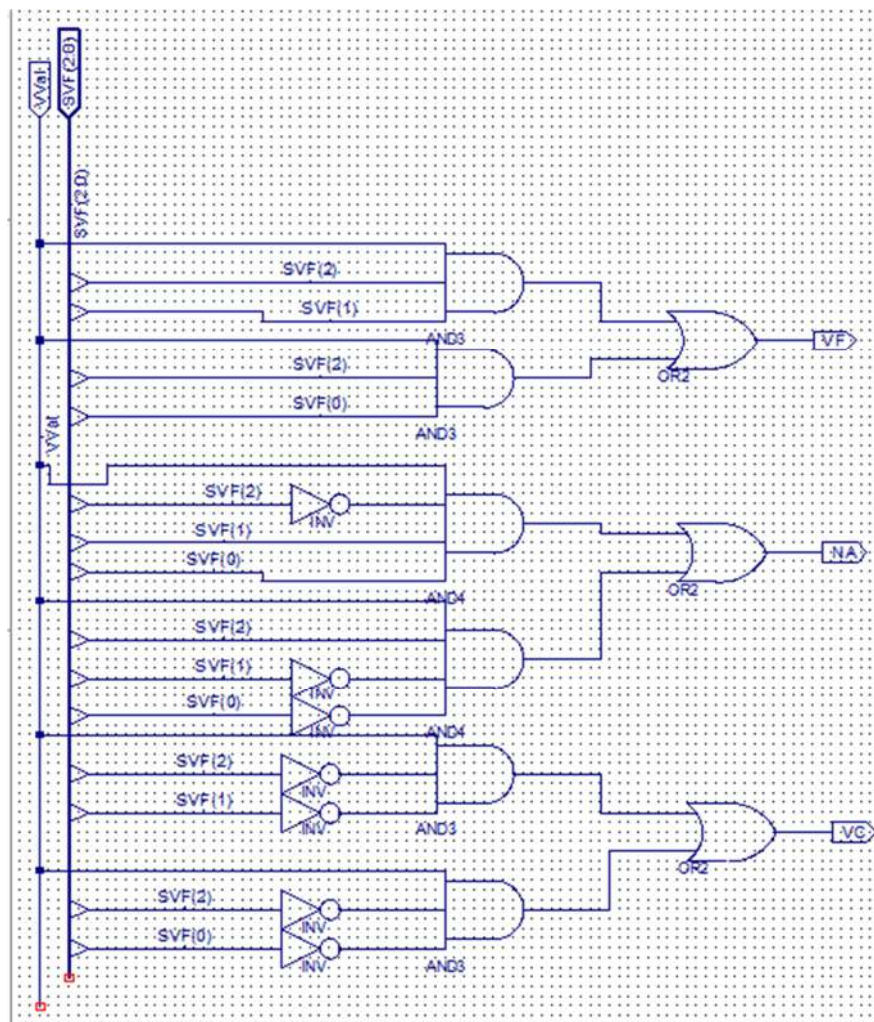 VVal
SVF(2:0)
SVF(2:0)
SVF(2)
SVF(1)
AND3
VF
SVF(2)
OR2
SVF(0)
AND3
VVal
SVF(2)
INV
SVF(1)
NA
SVF(0)
OR2
AND4
SVF(2)
SVF(1)
INV
SVF(0)
INV
AND4
SVF(2)
INV
SVF(1)
INV
AND3
VC
OR2
SVF(2)
INV
SVF(0)
INV
AND3